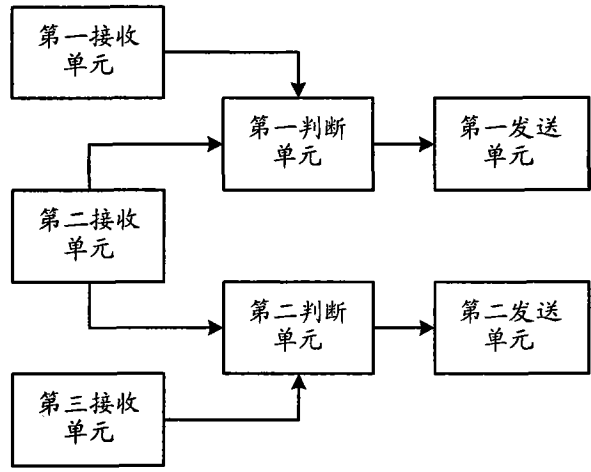 第一接收
单元
第一判断
单元
第一发送
单元
第二接收
单元
第二判断
单元
第二发送
单元
第三接收
单元